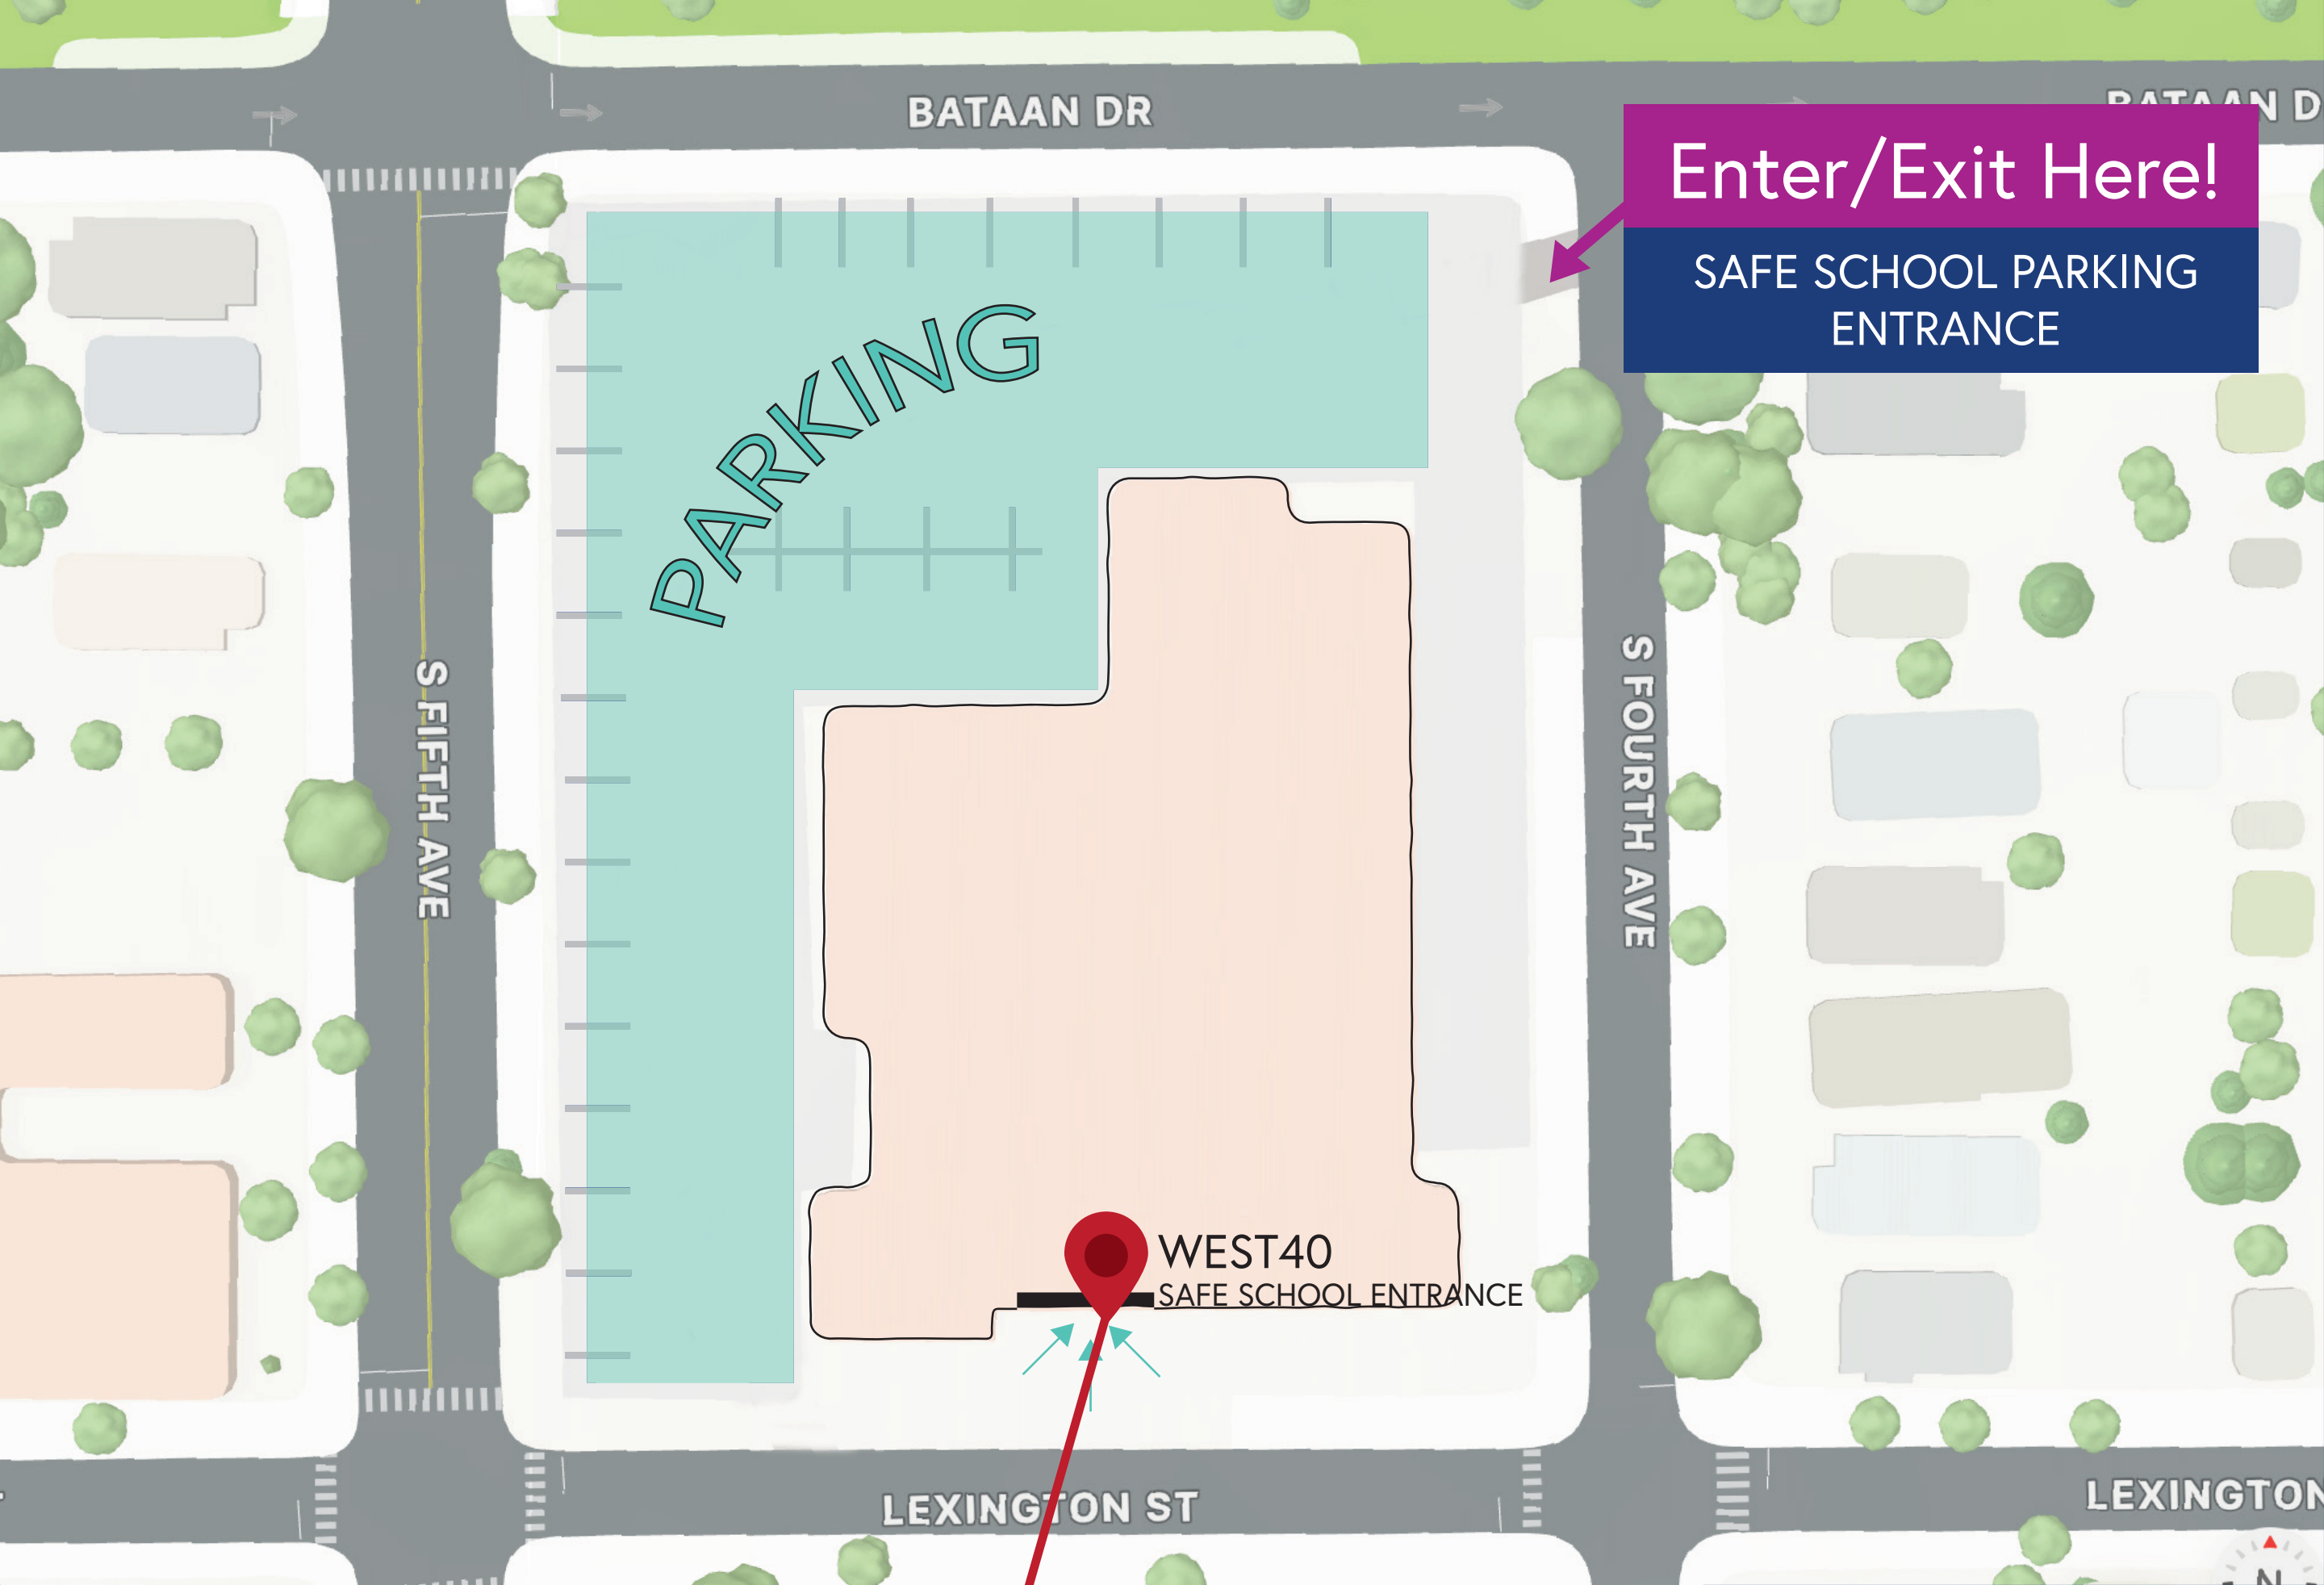 BATAAN DR
Enter/Exit Here!
SAFE SCHOOL PARKING
ENTRANCE
PARKING
S FIFTH AVE
S FOURTH AVE
WEST40
SAFE SCHOOL ENTRANCE
LEXINGTON ST
LEXINGTON
N